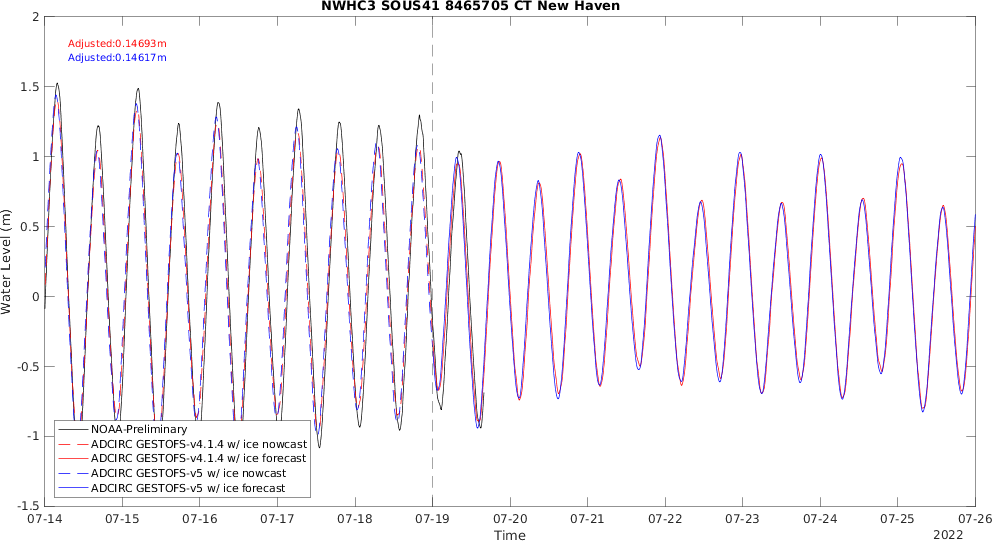 NWHC3 SOUS41 8465705 CT New Haven
2
1.5
1
0.5
0
-0.5
-1
-1.5
Water Level (m)
Adjusted:0.14693m
Adjusted:0.14617m
NOAA-Preliminary
ADCIRC GESTOFS-v4.1.4 w/ ice nowcast
ADCIRC GESTOFS-v4.1.4 w/ ice forecast
ADCIRC GESTOFS-v5 w/ ice nowcast
ADCIRC GESTOFS-v5 w/ ice forecast
07-14 07-15 07-16 07-17 07-18 07-19 07-20 07-21 07-22 07-23 07-24 07-25 07-26
Time
2022